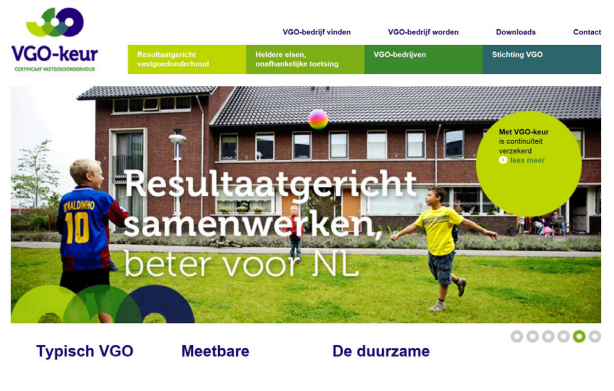 VGO-keur
CERTIFICAAT VASTGOEDONDERHOUD
VGO-bedrijf vinden
VGO-bedrijf worden
Downloads
Contact
Resultaatgericht
vastgoedonderhoud
Heldere eisen,
onafhankelijke toetsing
VGO-bedrijven
Stichting VGO
Met VGO-keur
is continuïteit
verzekerd
lees meer
RONALDINHO
10
Resultaatgericht
samenwerken,
beter voor NL
Typisch VGO
Meetbare
De duurzame